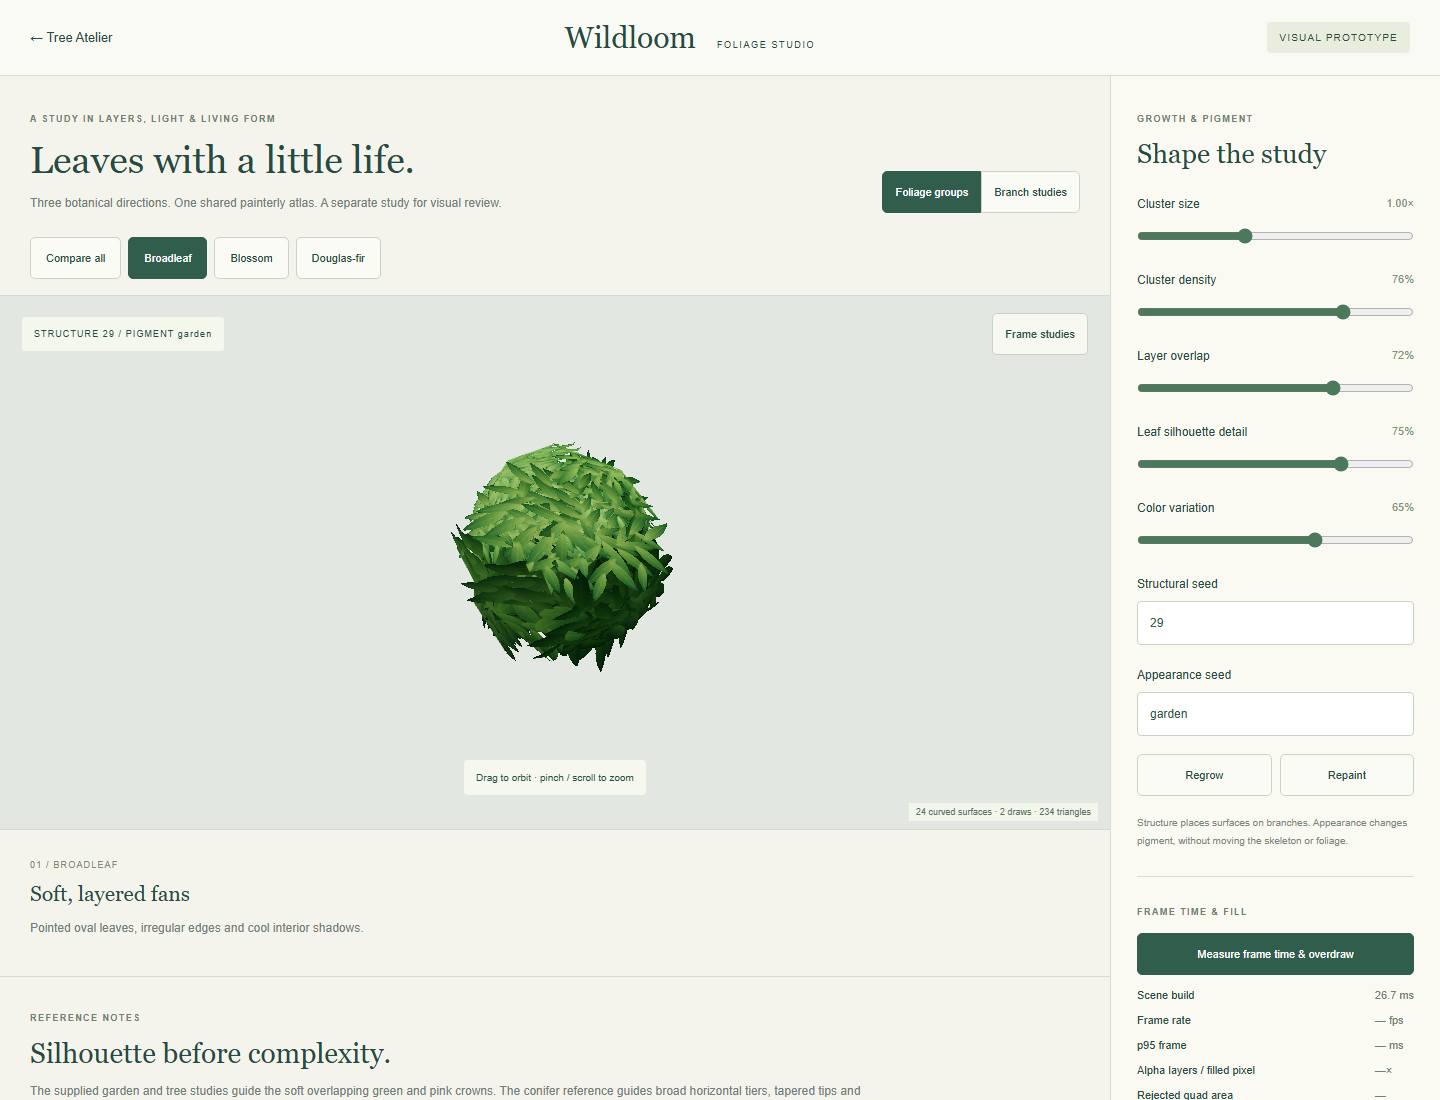 ← Tree Atelier
Wildloom FOLIAGE STUDIO
VISUAL PROTOTYPE
A STUDY IN LAYERS, LIGHT & LIVING FORM
Leaves with a little life.
Three botanical directions. One shared painterly atlas. A separate study for visual review.
Foliage groups
Branch studies
Compare all
Broadleaf
Blossom
Douglas-fir
STRUCTURE 29 / PIGMENT garden
Frame studies
Drag to orbit · pinch / scroll to zoom
24 curved surfaces · 2 draws · 234 triangles
01 / BROADLEAF
Soft, layered fans
Pointed oval leaves, irregular edges and cool interior shadows.
REFERENCE NOTES
Silhouette before complexity.
The supplied garden and tree studies guide the soft overlapping green and pink crowns. The conifer reference guides broad horizontal tiers, tapered tips and
GROWTH & PIGMENT
Shape the study
Cluster size 1.00×
Cluster density 76%
Layer overlap 72%
Leaf silhouette detail 75%
Color variation 65%
Structural seed
29
Appearance seed
garden
Regrow
Repaint
Structure places surfaces on branches. Appearance changes
pigment, without moving the skeleton or foliage.
FRAME TIME & FILL
Measure frame time & overdraw
Scene build 26.7 ms
Frame rate — fps
p95 frame — ms
Alpha layers / filled pixel —×
Rejected quad area —